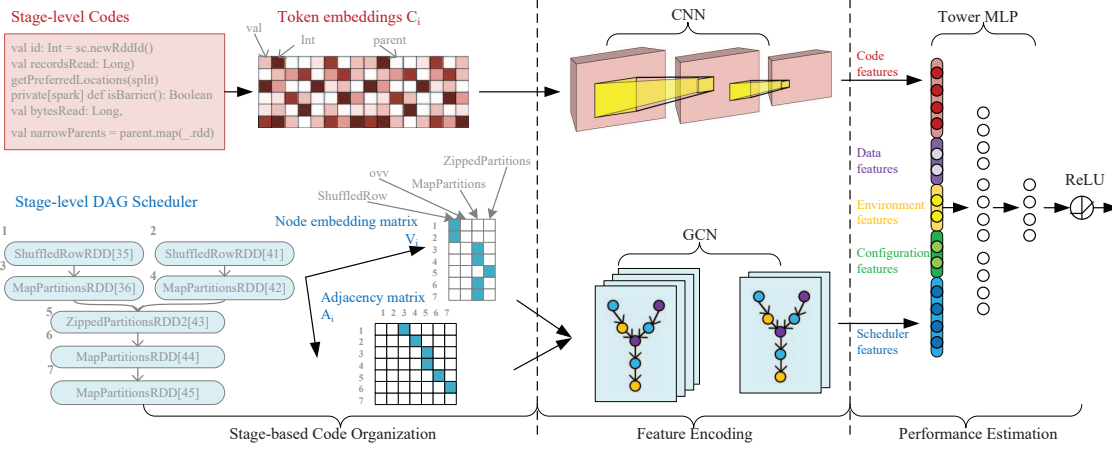 Stage-level Codes
val id: Int = sc.newRddId()
val recordsRead: Long)
getPreferredLocations(split)
private[spark] def isBarrier(): Boolean
val bytesRead: Long,
val narrowParents = parent.map(_.rdd)
Token embeddings Ci
val
Int
parent
CNN
Tower MLP
Code
features
Data
features
Environment
features
Configuration
features
Scheduler
features
ReLU
Stage-level DAG Scheduler
1
ShuffledRowRDD[35]
2
ShuffledRowRDD[41]
3
MapPartitionsRDD[36]
4
MapPartitionsRDD[42]
5
ZippedPartitionsRDD2[43]
6
MapPartitionsRDD[44]
7
MapPartitionsRDD[45]
ZippedPartitions
ovv
MapPartitions
ShuffledRow
Node embedding matrix
Vi
1
2
3
4
5
6
7
Adjacency matrix
Ai
1 2 3 4 5 6 7
1
2
3
4
5
6
7
GCN
Stage-based Code Organization
Feature Encoding
Performance Estimation